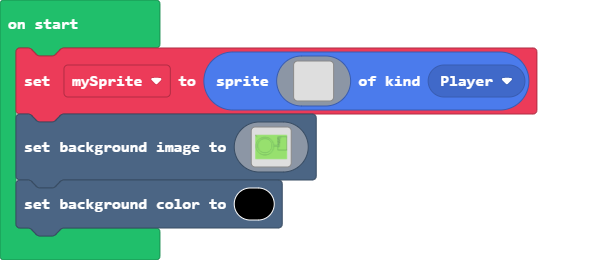 on start
set mySprite to sprite of kind Player
set background image to
set background color to